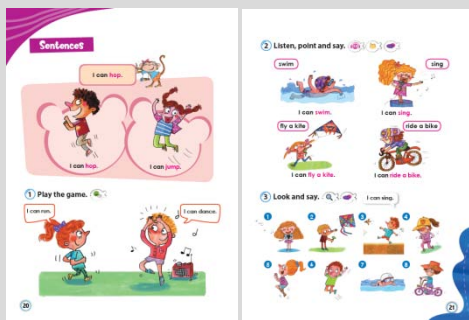 Sentences
I can hop.
I can hop.
I can jump.
1 Play the game.
I can run.
I can dance.
20
2 Listen, point and say.
swim
sing
I can swim.
I can sing.
fly a kite
ride a bike
I can fly a kite.
I can ride a bike.
3 Look and say.
I can sing.
1
2
3
4
5
6
7
8
21